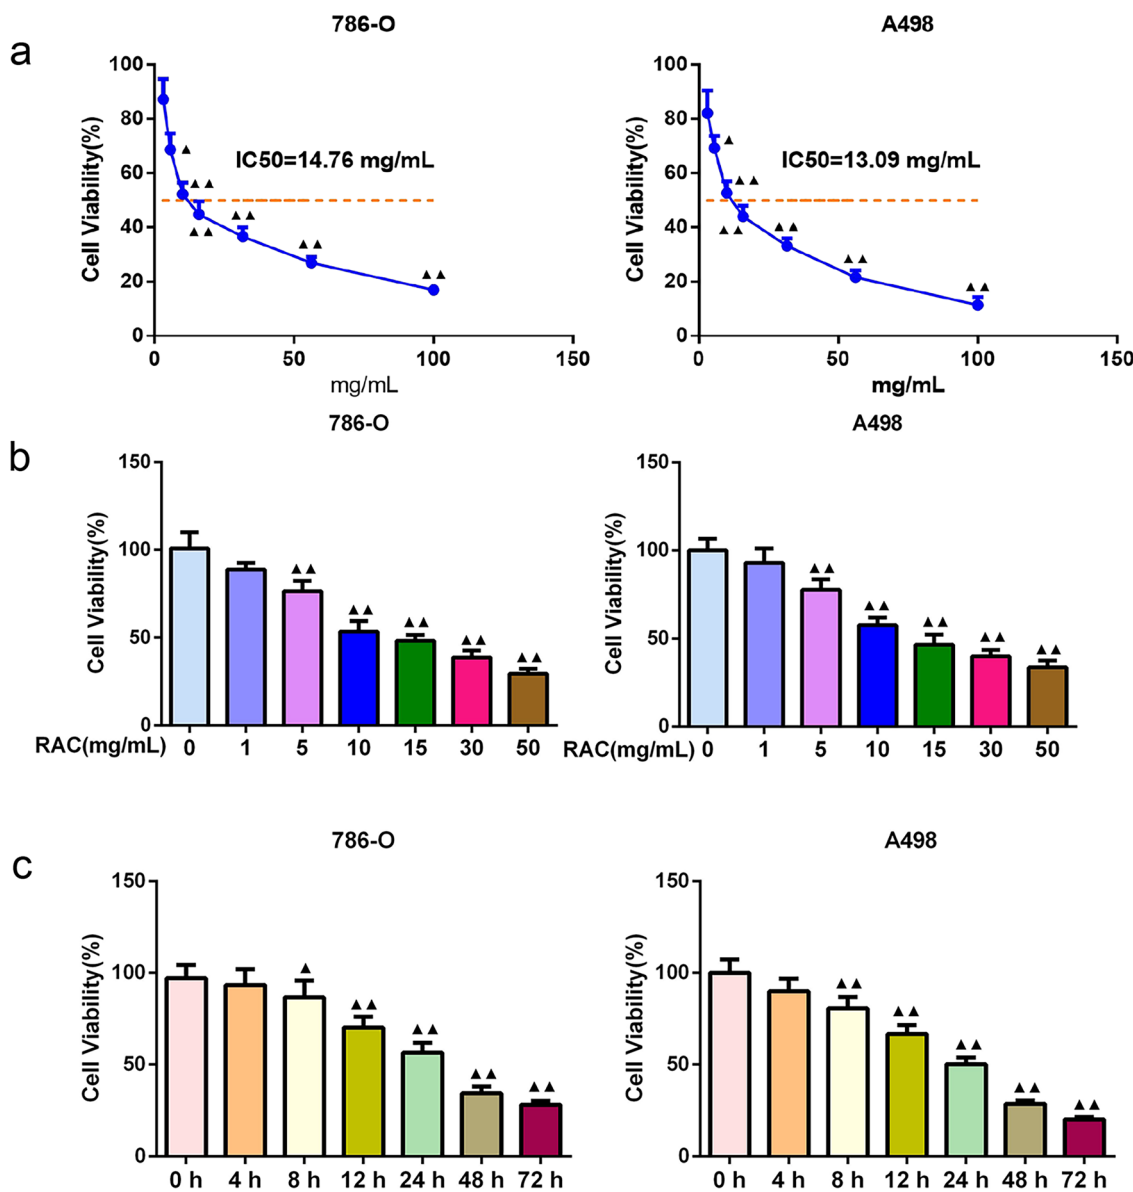 a
786-O
Cell Viability(%)
100
80
60
40
20
0
IC50=14.76 mg/mL
▲
▲▲
▲▲
▲▲
▲▲
▲▲
0 50 100 150
mg/mL
A498
Cell Viability(%)
100
80
60
40
20
0
IC50=13.09 mg/mL
▲
▲▲
▲▲
▲▲
▲▲
▲▲
0 50 100 150
mg/mL
b
786-O
Cell Viability(%)
150
100
50
0
▲▲ ▲▲ ▲▲ ▲▲ ▲▲
RAC(mg/mL) 0 1 5 10 15 30 50
A498
Cell Viability(%)
150
100
50
0
▲▲ ▲▲ ▲▲ ▲▲ ▲▲
RAC(mg/mL) 0 1 5 10 15 30 50
c
786-O
Cell Viability(%)
150
100
50
0
▲ ▲▲ ▲▲ ▲▲ ▲▲
0 h 4 h 8 h 12 h 24 h 48 h 72 h
A498
Cell Viability(%)
150
100
50
0
▲▲ ▲▲ ▲▲ ▲▲ ▲▲
0 h 4 h 8 h 12 h 24 h 48 h 72 h